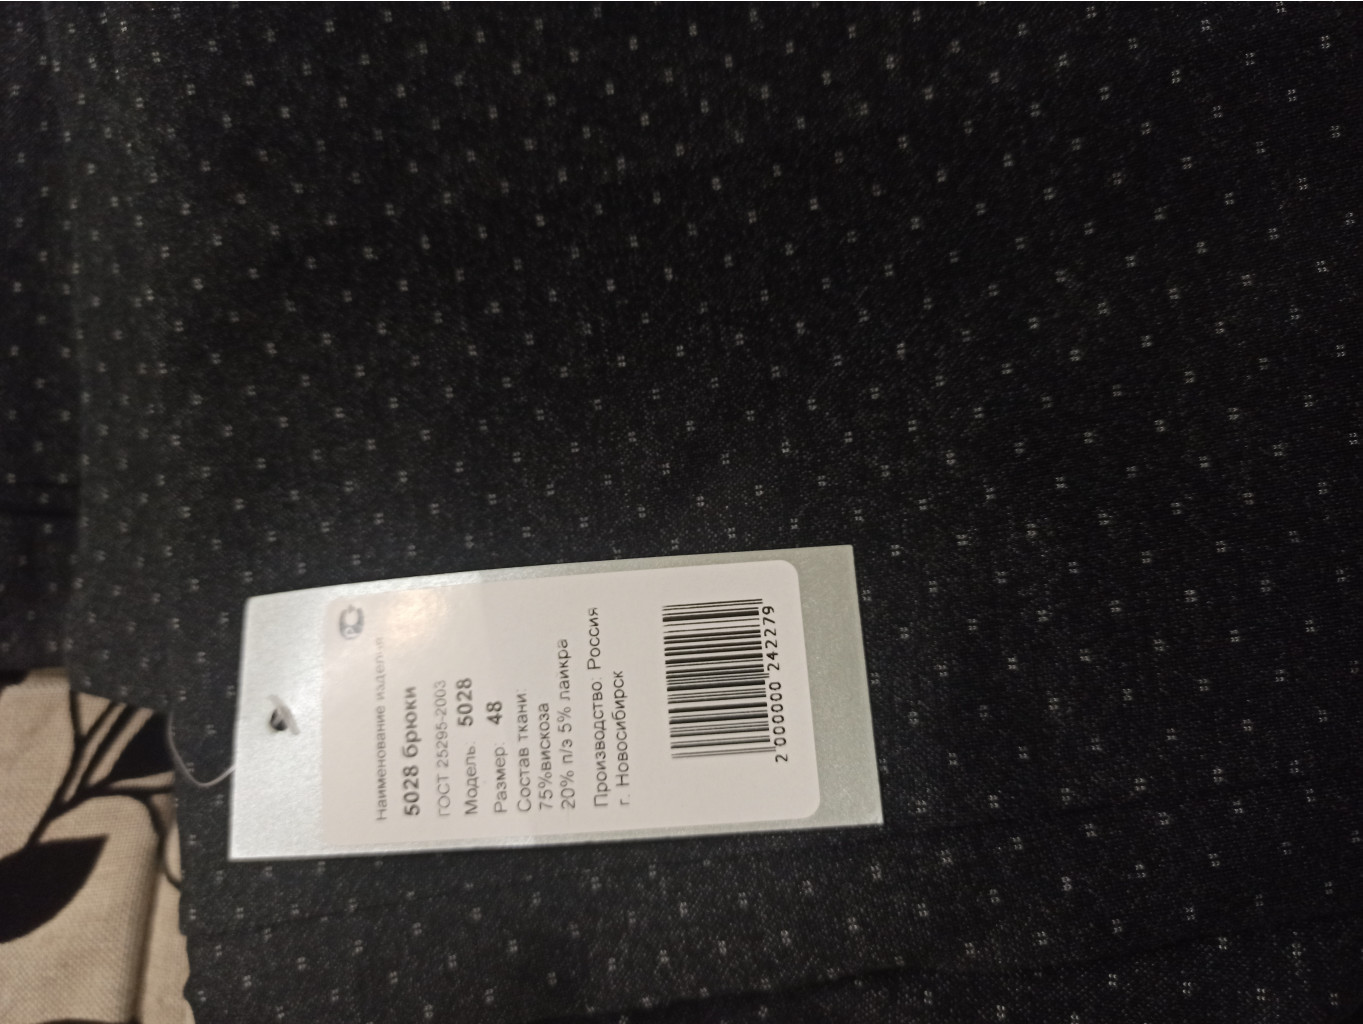 Наименование изделия
5028 брюки
ГОСТ 25295-2003
Модель: 5028
Размер: 48
Состав ткани:
75%вискоза
20% п/э 5% лайкра
Производство: Россия
г. Новосибирск
2 000000 242279